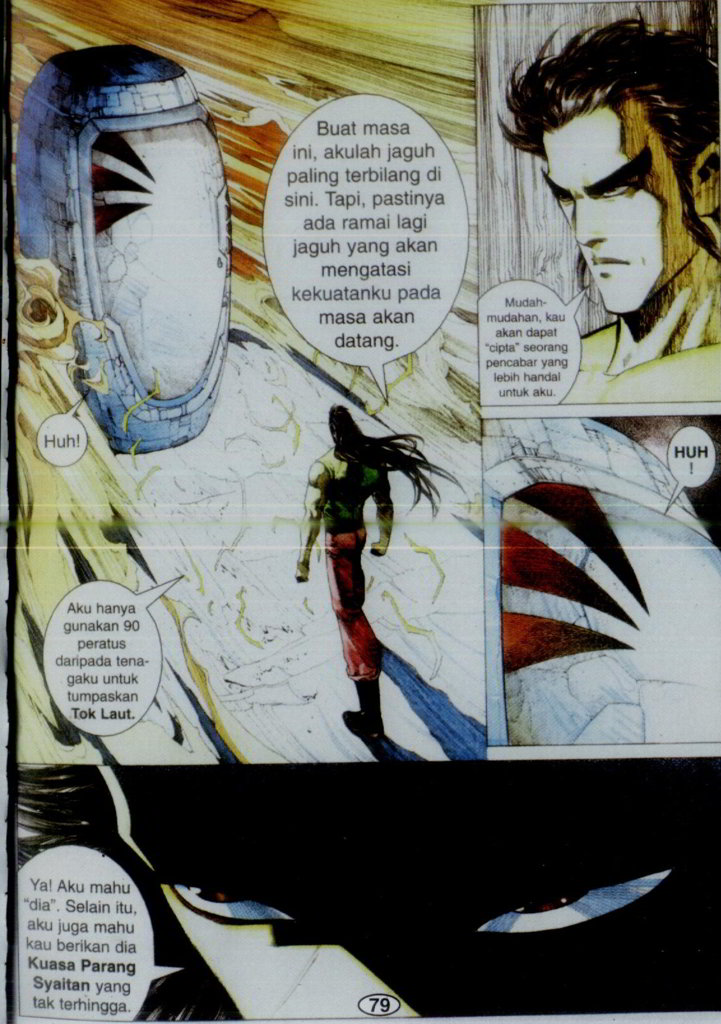 Buat masa
ini, akulah jaguh
paling terbilang di
sini. Tapi, pastinya
ada ramai lagi
jaguh yang akan
mengatasi
kekuatanku pada
masa akan
datang.
Huh!
Aku hanya
gunakan 90
peratus
daripada tena-
gaku untuk
tumpaskan
Tok Laut.
Mudah-
mudahan, kau
akan dapat
"cipta" seorang
pencabar yang
lebih handal
untuk aku.
HUH
!
Ya! Aku mahu
"dia". Selain itu,
aku juga mahu
kau berikan dia
Kuasa Parang
Syaitan yang
tak terhingga.
79